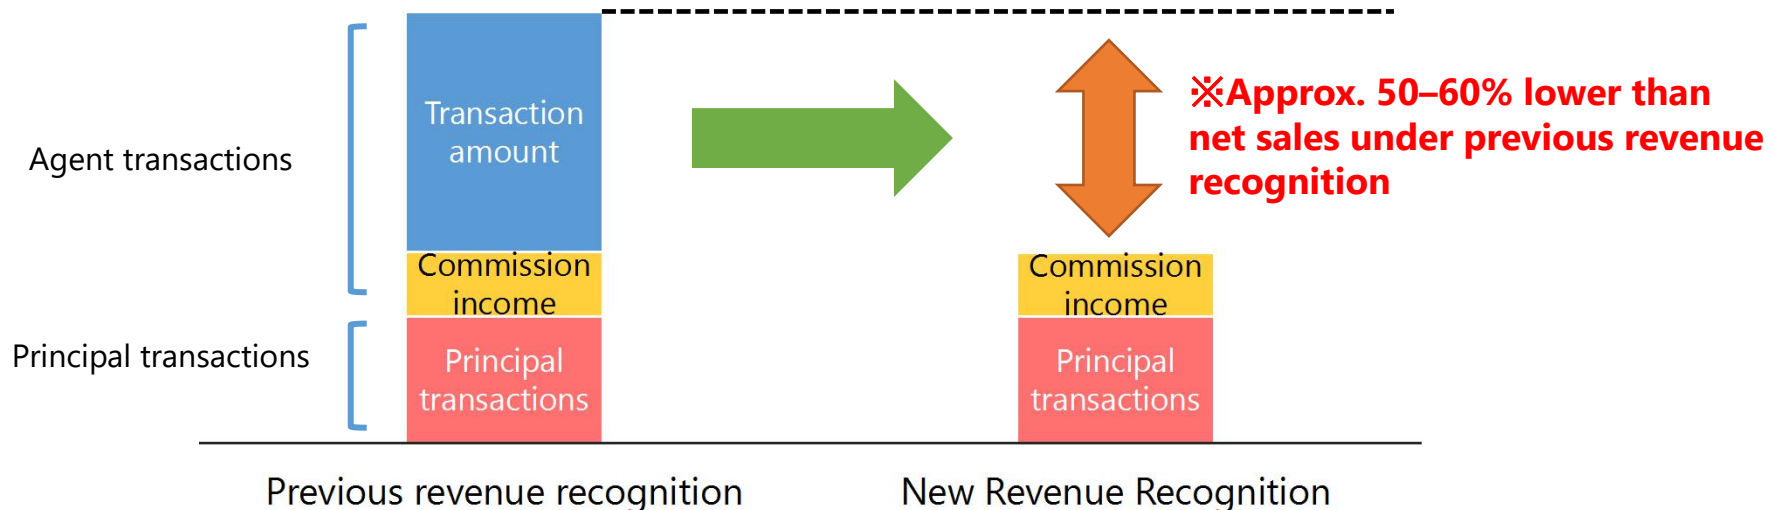 Agent transactions
Principal transactions
Transaction
amount
Commission
income
Principal
transactions
Previous revenue recognition
※Approx. 50–60% lower than
net sales under previous revenue
recognition
Commission
income
Principal
transactions
New Revenue Recognition